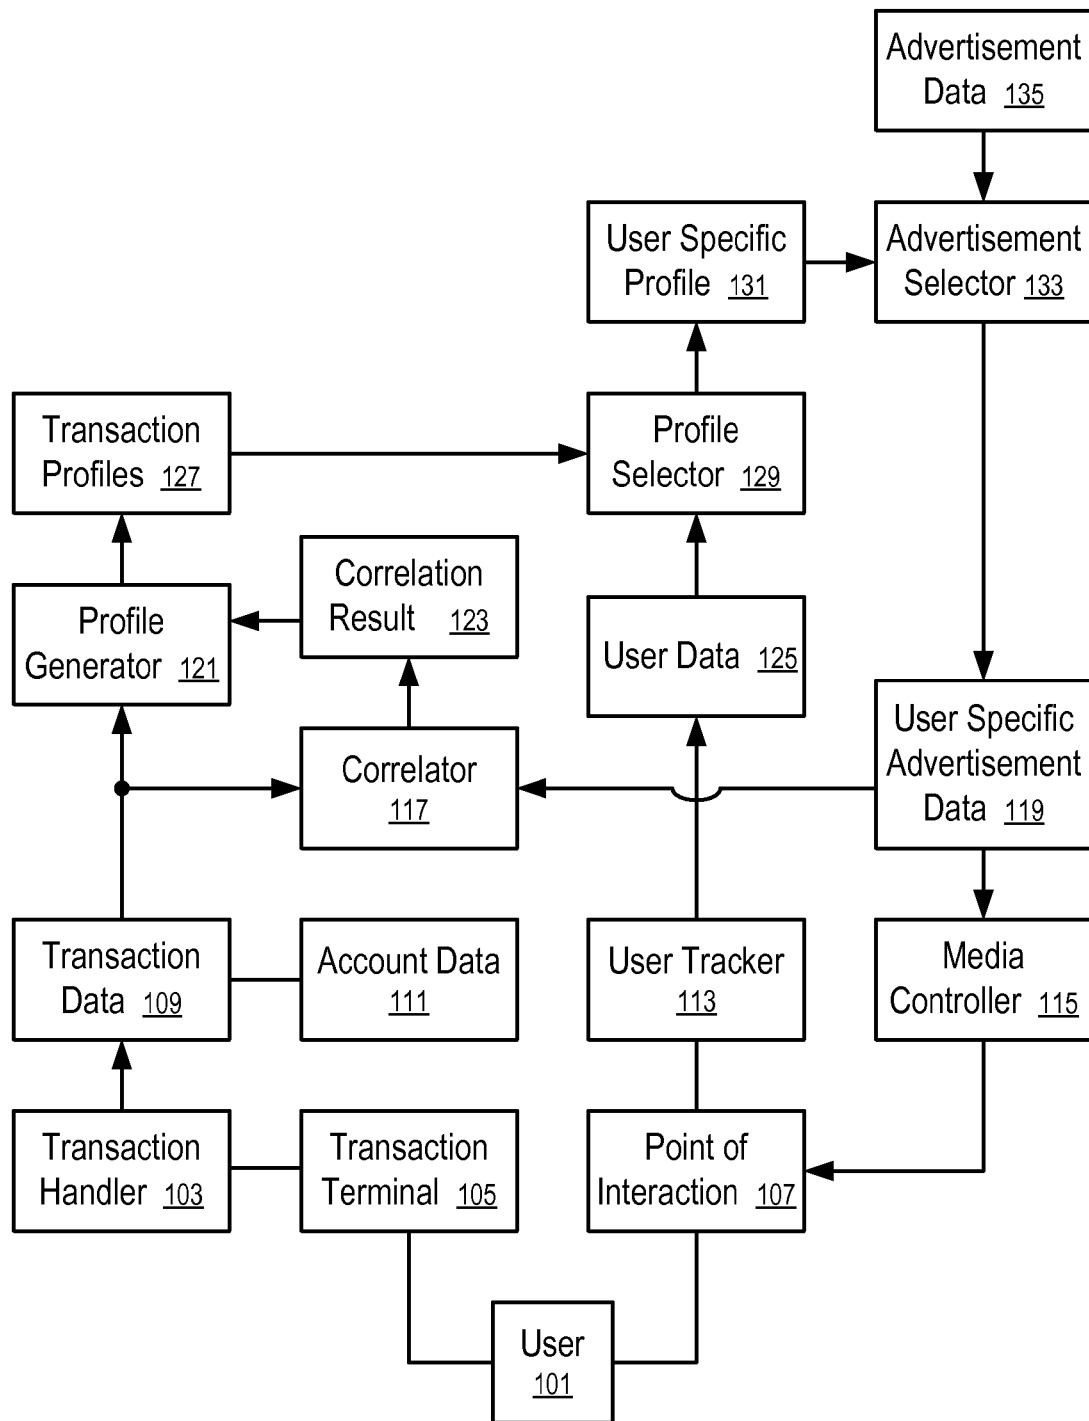 Advertisement
Data 135
User Specific
Profile 131
Advertisement
Selector 133
Transaction
Profiles 127
Profile
Selector 129
Correlation
Result 123
Profile
Generator 121
User Data 125
User Specific
Advertisement
Data 119
Correlator
117
Transaction
Data 109
Account Data
111
User Tracker
113
Media
Controller 115
Transaction
Handler 103
Transaction
Terminal 105
Point of
Interaction 107
User
101